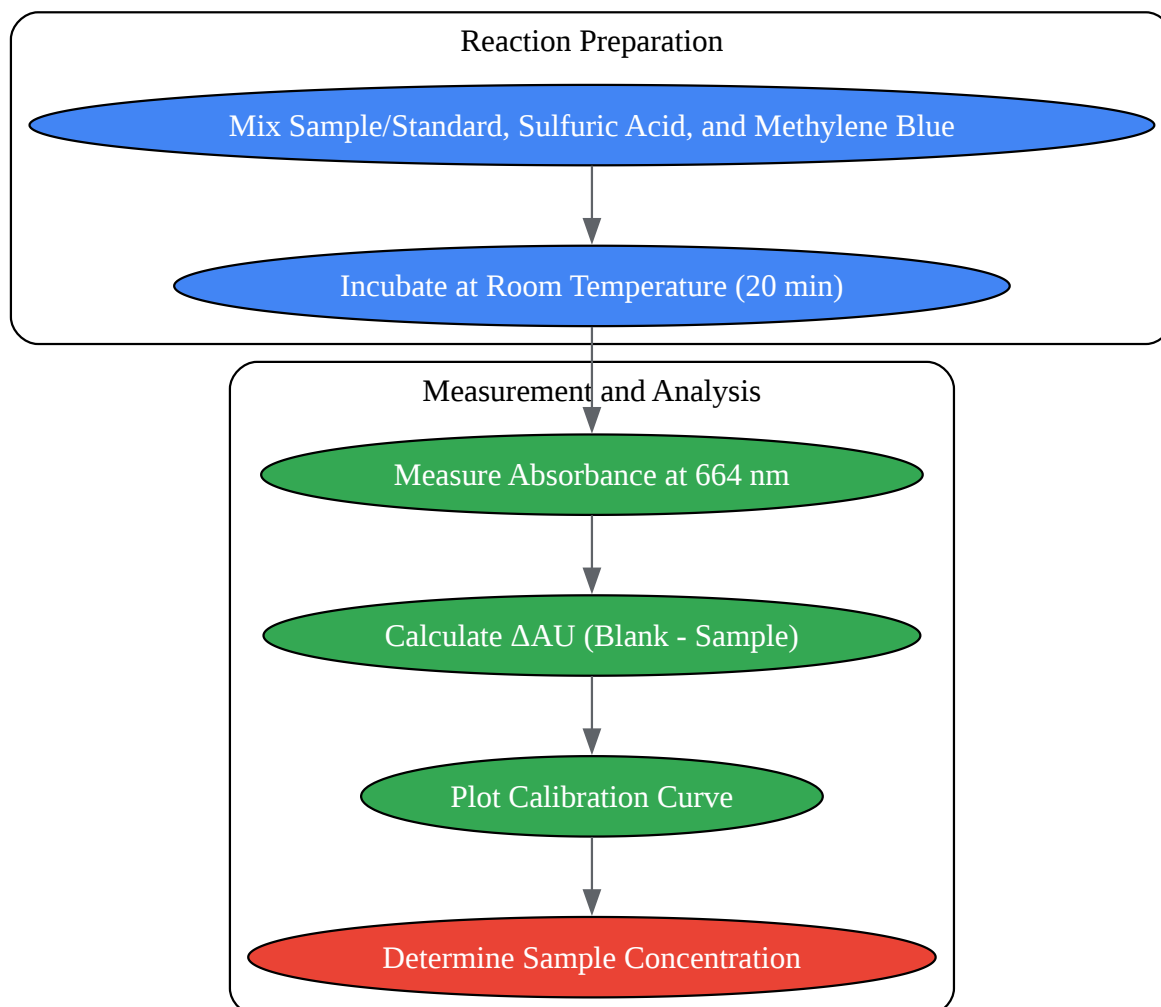 Reaction Preparation
Mix Sample/Standard, Sulfuric Acid, and Methylene Blue
Incubate at Room Temperature (20 min)
Measurement and Analysis
Measure Absorbance at 664 nm
Calculate ΔAU (Blank - Sample)
Plot Calibration Curve
Determine Sample Concentration